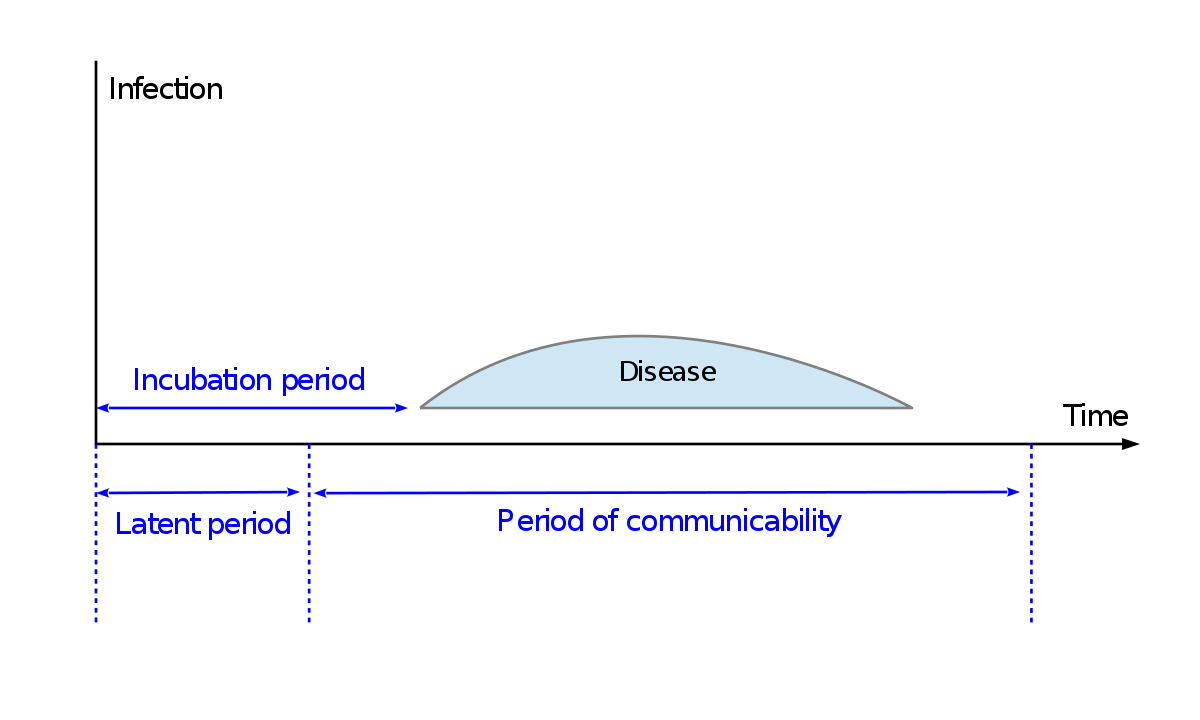 Infection
Disease
Incubation period
Time
Latent period
Period of communicability